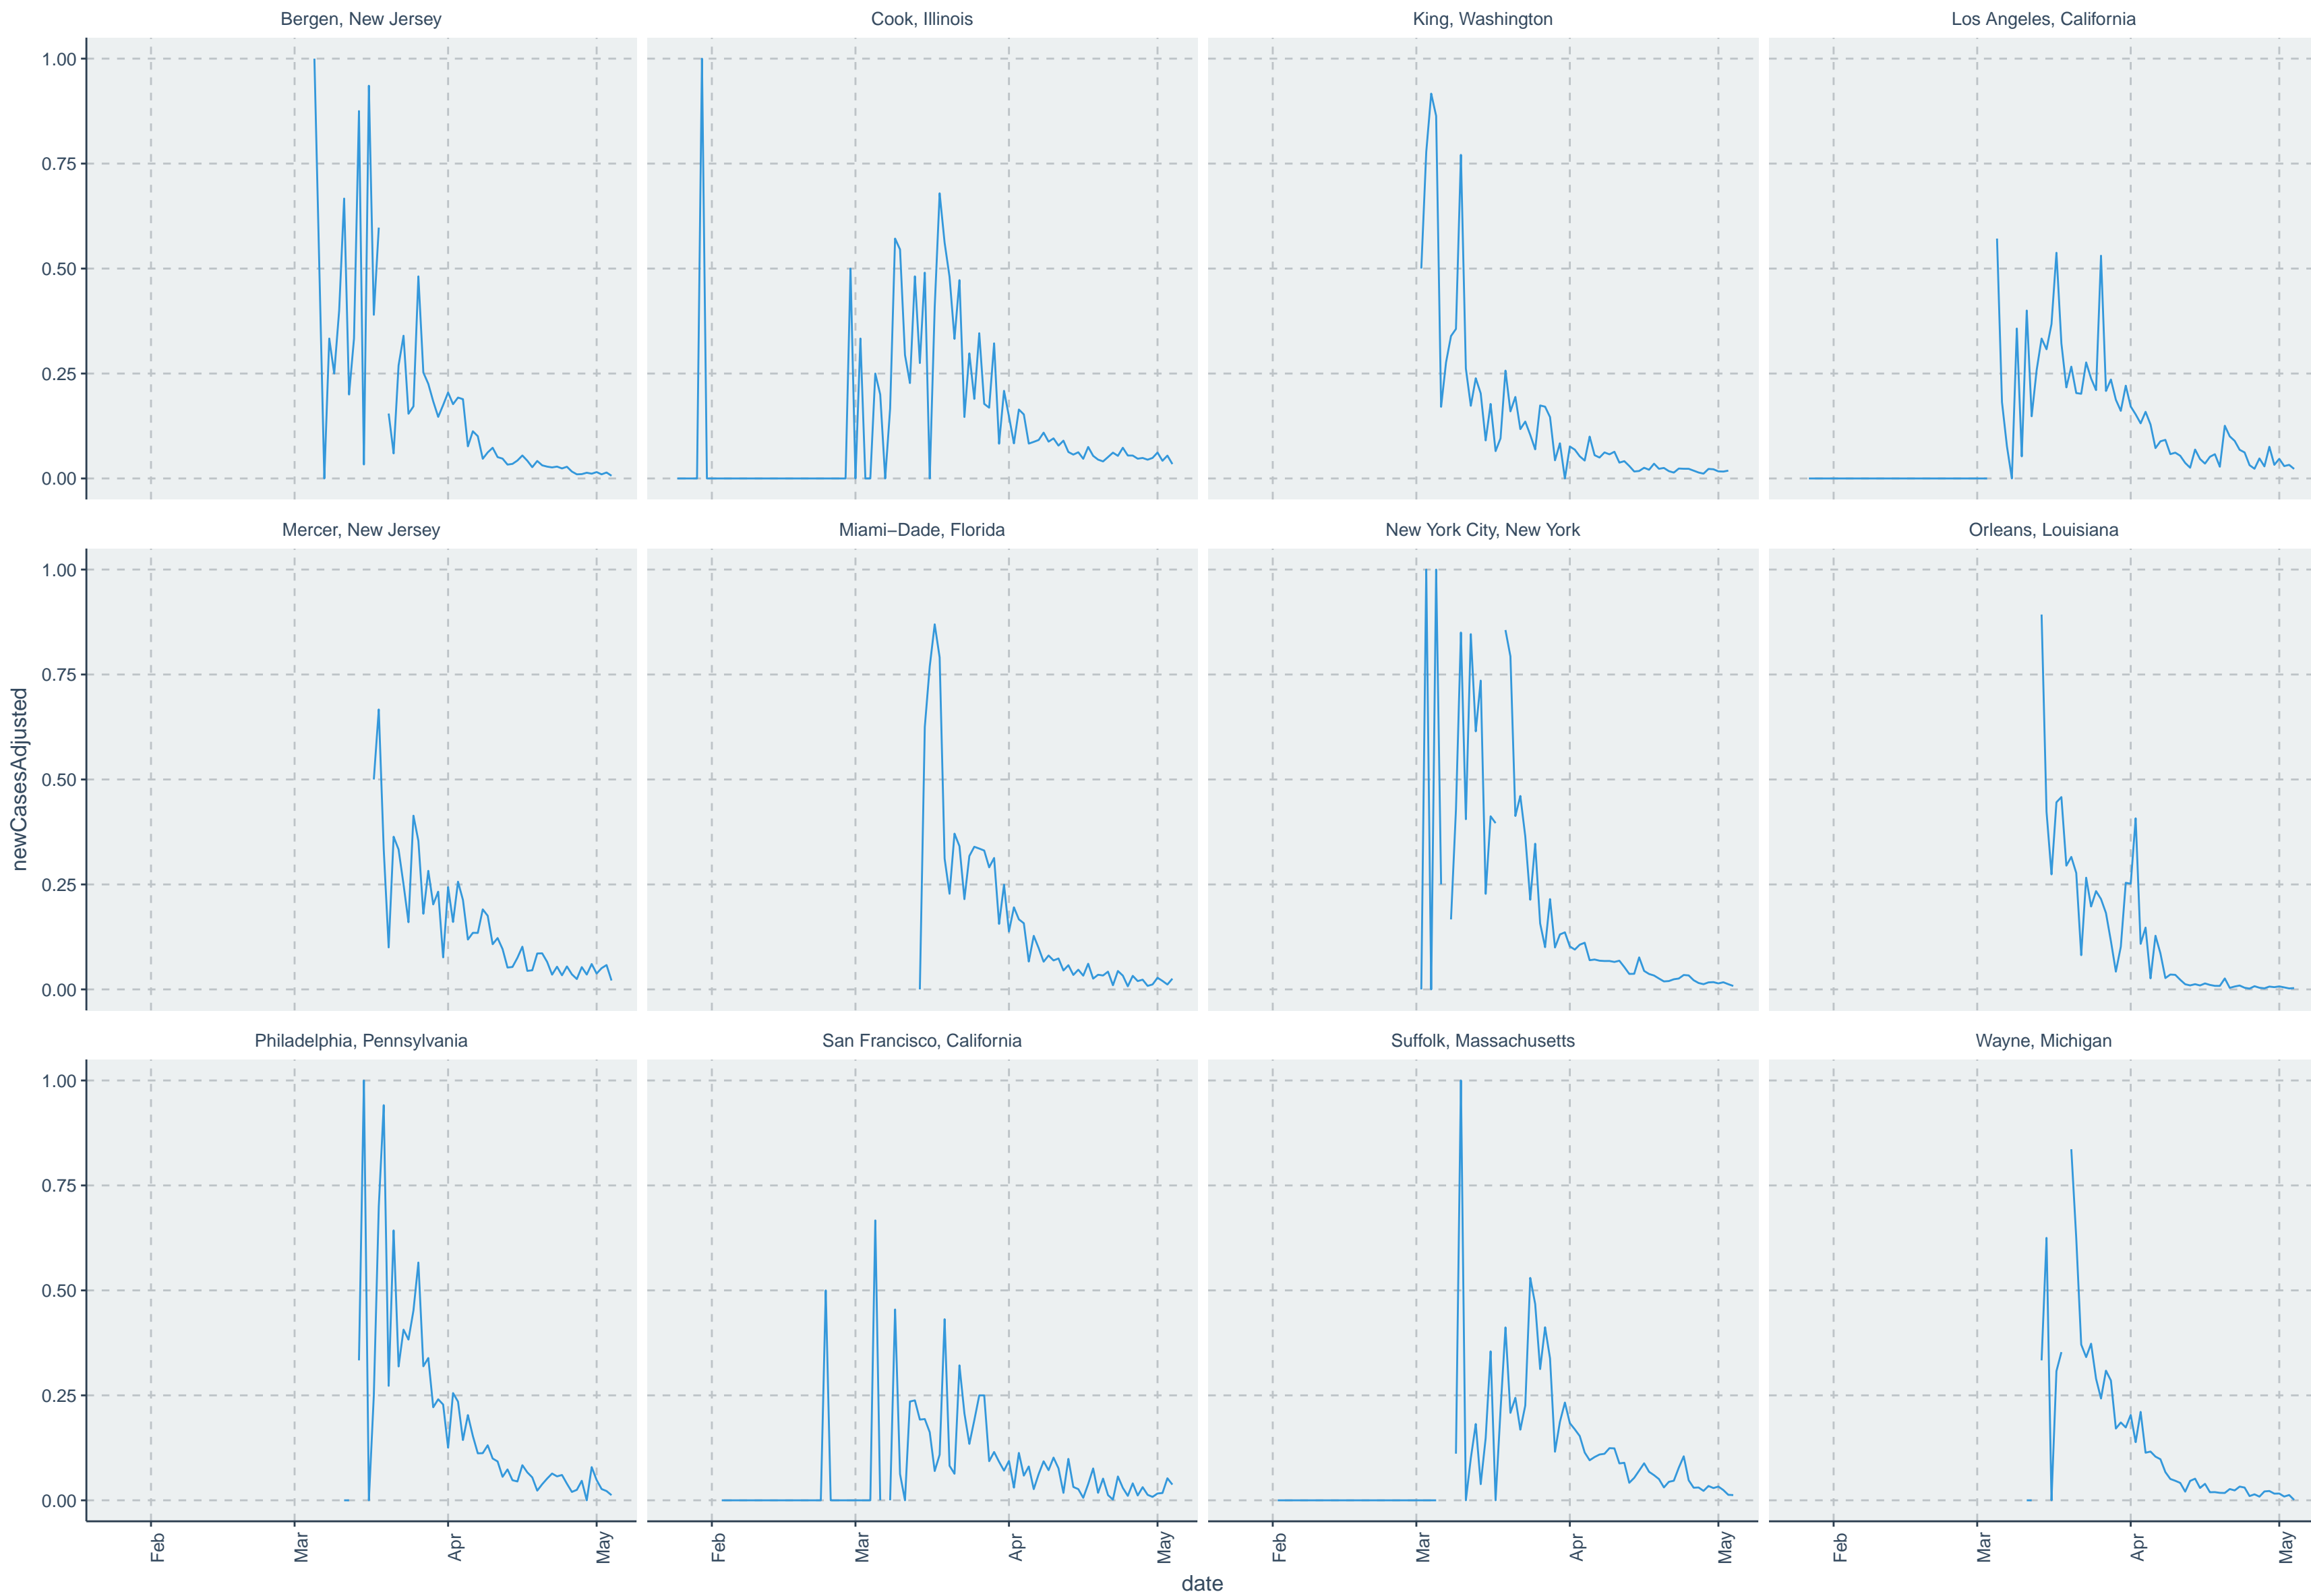 Bergen, New Jersey
Cook, Illinois
King, Washington
Los Angeles, California
1.00
0.75
0.50
0.25
0.00
Mercer, New Jersey
Miami−Dade, Florida
New York City, New York
Orleans, Louisiana
1.00
0.75
0.50
0.25
0.00
newCasesAdjusted
Philadelphia, Pennsylvania
San Francisco, California
Suffolk, Massachusetts
Wayne, Michigan
1.00
0.75
0.50
0.25
0.00
Feb
Mar
Apr
May
Feb
Mar
Apr
May
Feb
Mar
Apr
May
Feb
Mar
Apr
May
date